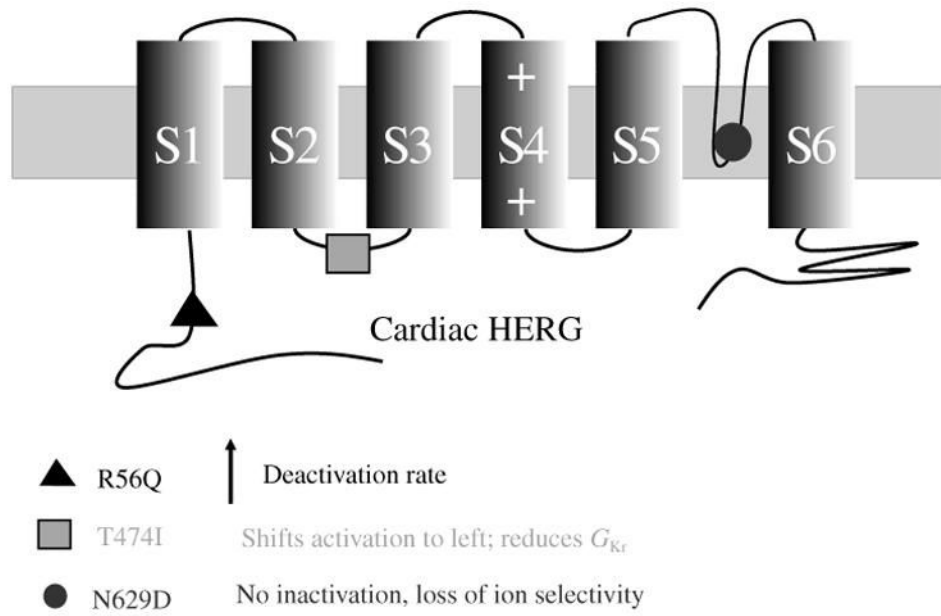 S1 S2 S3 + S4 + S5 S6
Cardiac HERG
R56Q Deactivation rate
T474I Shifts activation to left; reduces G_Kr
N629D No inactivation, loss of ion selectivity